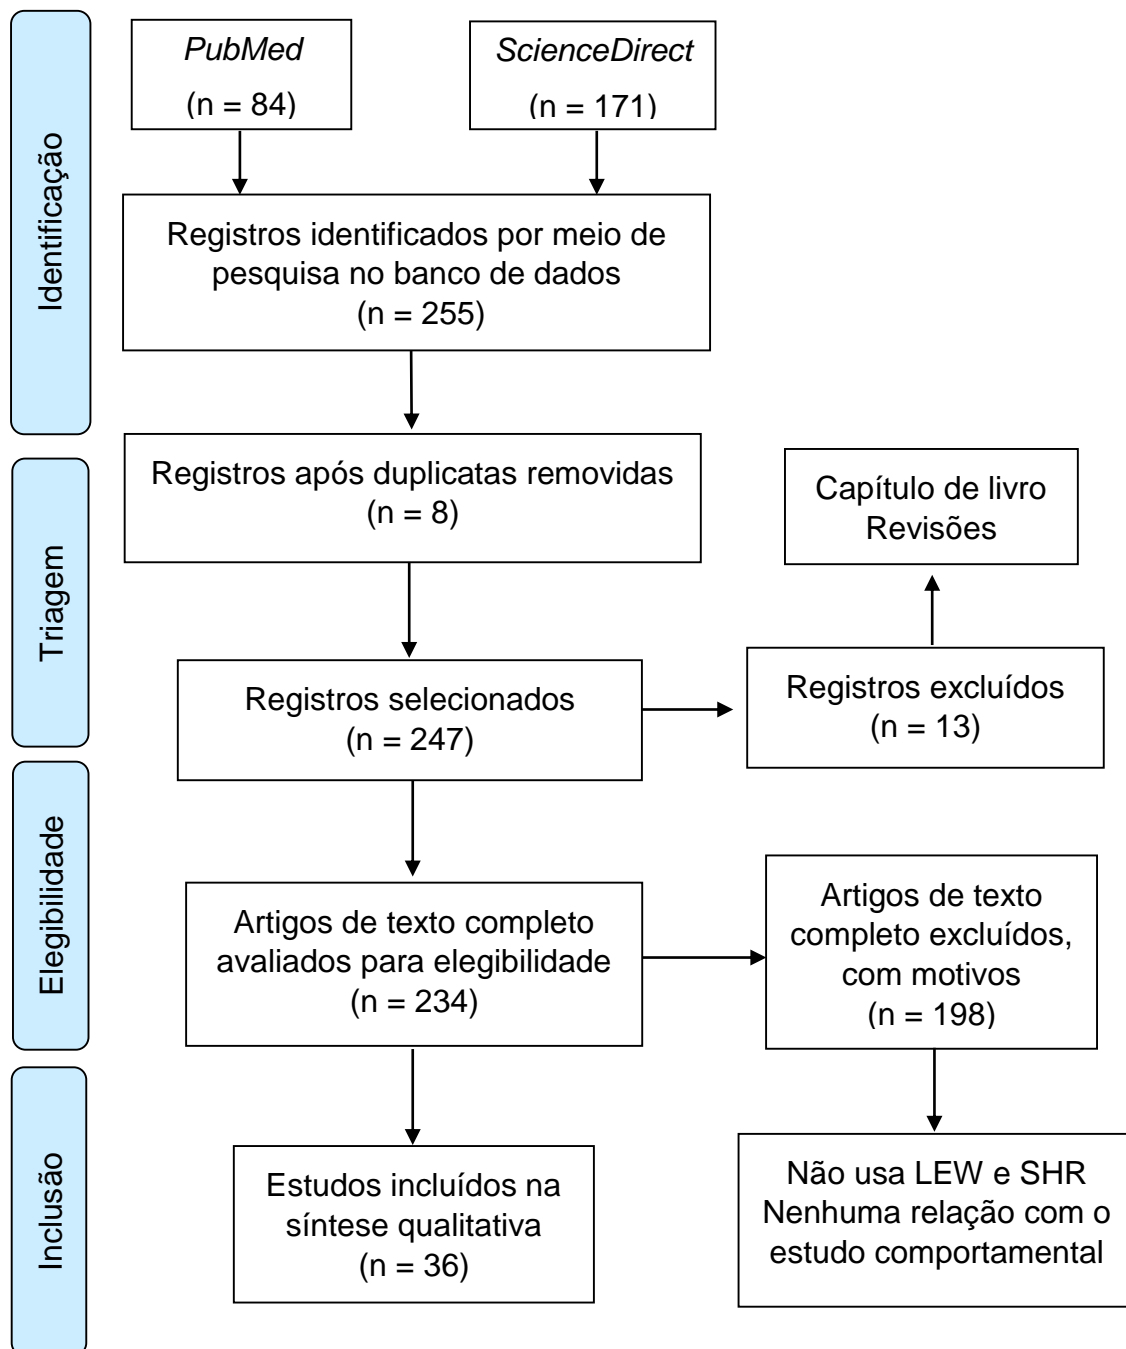 Identificação
PubMed
(n = 84)
ScienceDirect
(n = 171)
Registros identificados por meio de
pesquisa no banco de dados
(n = 255)
Triagem
Registros após duplicatas removidas
(n = 8)
Capítulo de livro
Revisões
Registros selecionados
(n = 247)
Registros excluídos
(n = 13)
Elegibilidade
Artigos de texto completo
avaliados para elegibilidade
(n = 234)
Artigos de texto
completo excluídos,
com motivos
(n = 198)
Inclusão
Estudos incluídos na
síntese qualitativa
(n = 36)
Não usa LEW e SHR
Nenhuma relação com o
estudo comportamental